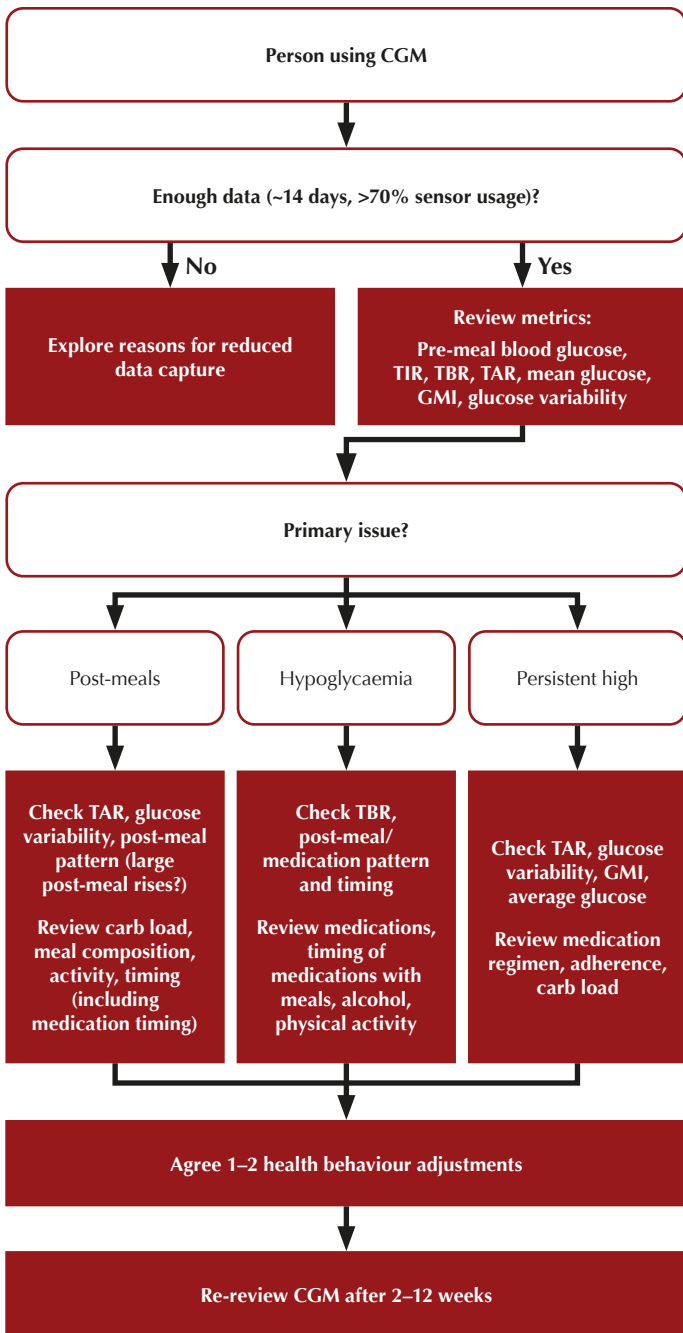 Person using CGM
Enough data (~14 days, >70% sensor usage)?
No
Yes
Explore reasons for reduced
data capture
Review metrics:
Pre-meal blood glucose,
TIR, TBR, TAR, mean glucose,
GMI, glucose variability
Primary issue?
Post-meals
Hypoglycaemia
Persistent high
Check TAR, glucose
variability, post-meal
pattern (large
post-meal rises?)
Review carb load,
meal composition,
activity, timing
(including
medication timing)
Check TBR,
post-meal/
medication pattern
and timing
Review medications,
timing of
medications with
meals, alcohol,
physical activity
Check TAR, glucose
variability, GMI,
average glucose
Review medication
regimen, adherence,
carb load
Agree 1–2 health behaviour adjustments
Re-review CGM after 2–12 weeks